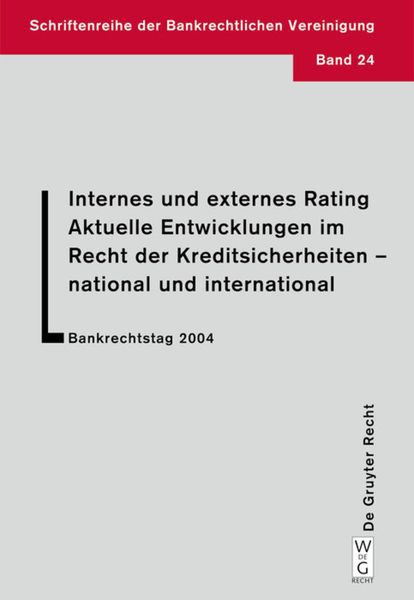 Schriftenreihe der Bankrechtlichen Vereinigung
Band 24
Internes und externes Rating
Aktuelle Entwicklungen im
Recht der Kreditsicherheiten –
national und international
Bankrechtstag 2004
De Gruyter Recht
W
DE
G
RECHT